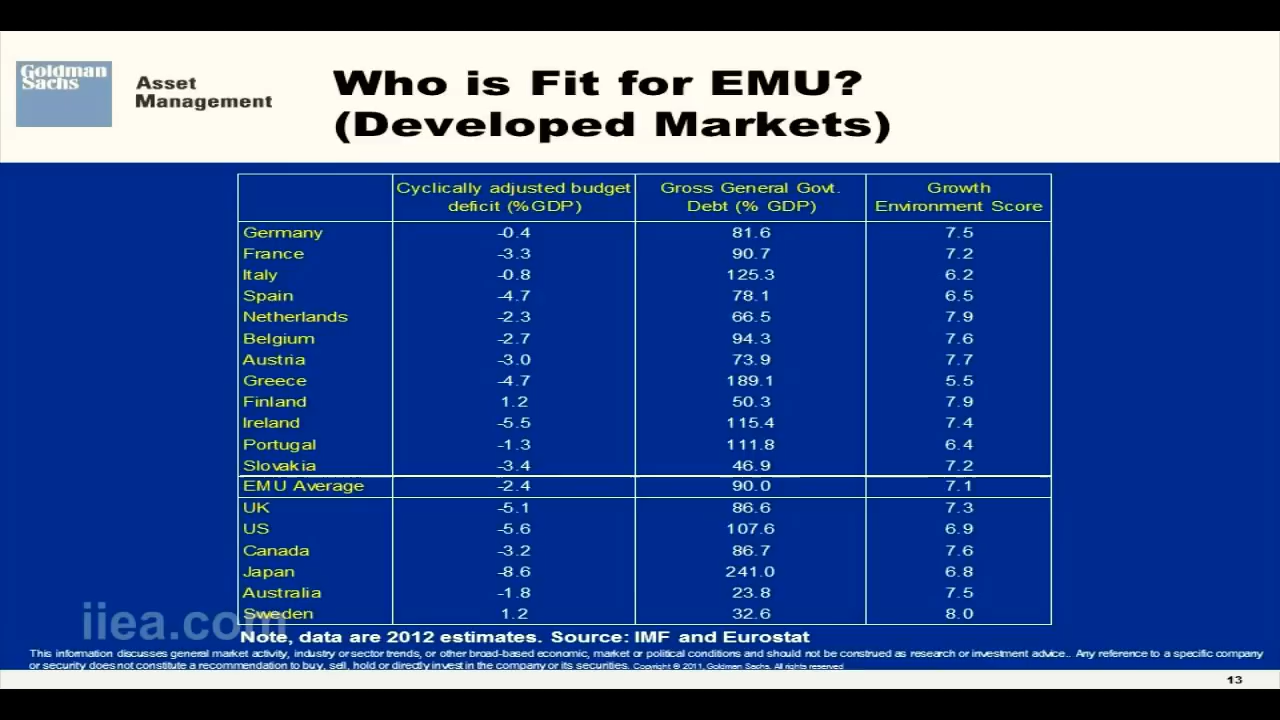 Goldman
Sachs
Asset
Management
Who is Fit for EMU?
(Developed Markets)
Cyclically adjusted budget deficit (%GDP) Gross General Govt. Debt (% GDP) Growth Environment Score
Germany -0.4 81.6 7.5
France -3.3 90.7 7.2
Italy -0.8 125.3 6.2
Spain -4.7 78.1 6.5
Netherlands -2.3 66.5 7.9
Belgium -2.7 94.3 7.6
Austria -3.0 73.9 7.7
Greece -4.7 189.1 5.5
Finland 1.2 50.3 7.9
Ireland -5.5 115.4 7.4
Portugal -1.3 111.8 6.4
Slovakia -3.4 46.9 7.2
EMU Average -2.4 90.0 7.1
UK -5.1 86.6 7.3
US -5.6 107.6 6.9
Canada -3.2 86.7 7.6
Japan -8.6 241.0 6.8
Australia -1.8 23.8 7.5
Sweden 1.2 32.6 8.0
iiea.com
Note, data are 2012 estimates. Source: IMF and Eurostat
This information discusses general market activity, industry or sector trends, or other broad-based economic, market or political conditions and should not be construed as research or investment advice.. Any reference to a specific company
or security does not constitute a recommendation to buy, sell, hold or directly invest in the company or its securities. Copyright © 2011, Goldman Sachs. All rights reserved
13